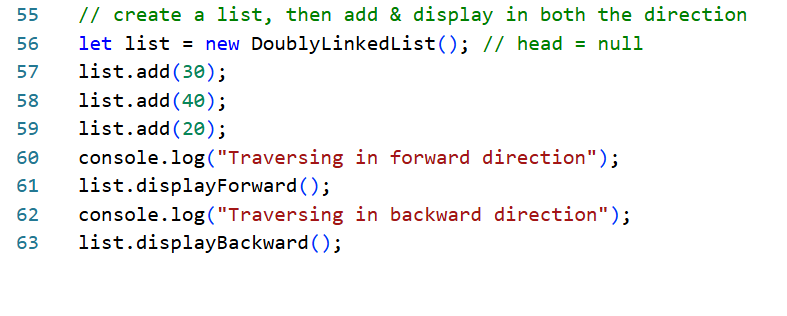 55 // create a list, then add & display in both the direction
56 let list = new DoublyLinkedList(); // head = null
57 list.add(30);
58 list.add(40);
59 list.add(20);
60 console.log("Traversing in forward direction");
61 list.displayForward();
62 console.log("Traversing in backward direction");
63 list.displayBackward();